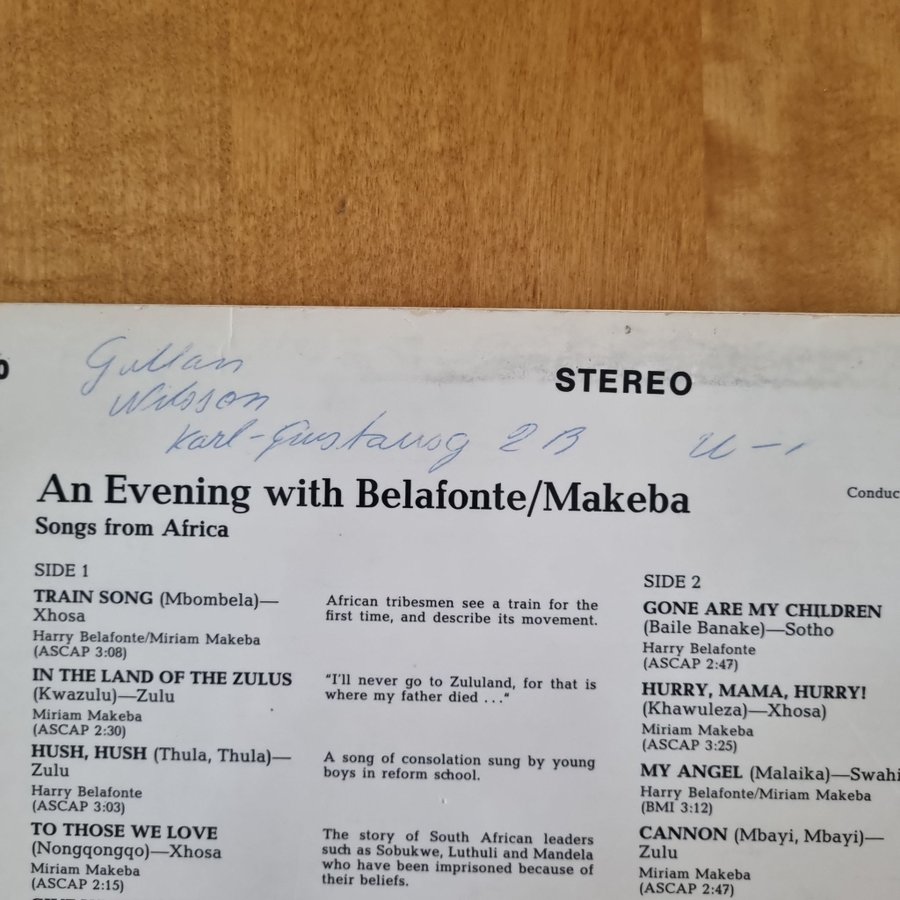 Gullan
STEREO
Nilsson
Karl-Gustavsg 2 B
An Evening with Belafonte/Makeba
Conduc
Songs from Africa
SIDE 1
TRAIN SONG (Mbombela)—
Xhosa
Harry Belafonte/Miriam Makeba
(ASCAP 3:08)
African tribesmen see a train for the
first time, and describe its movement.
IN THE LAND OF THE ZULUS
(Kwazulu)—Zulu
Miriam Makeba
(ASCAP 2:30)
"I'll never go to Zululand, for that is
where my father died ..."
HUSH, HUSH (Thula, Thula)—
Zulu
Harry Belafonte
(ASCAP 3:03)
A song of consolation sung by young
boys in reform school.
TO THOSE WE LOVE
(Nongqongqo)—Xhosa
Miriam Makeba
(ASCAP 2:15)
The story of South African leaders
such as Sobukwe, Luthuli and Mandela
who have been imprisoned because of
their beliefs.
SIDE 2
GONE ARE MY CHILDREN
(Baile Banake)—Sotho
Harry Belafonte
(ASCAP 2:47)
HURRY, MAMA, HURRY!
(Khawuleza)—Xhosa)
Miriam Makeba
(ASCAP 3:25)
MY ANGEL (Malaika)—Swahi
Harry Belafonte/Miriam Makeba
(BMI 3:12)
CANNON (Mbayi, Mbayi)—
Zulu
Miriam Makeba
(ASCAP 2:47)